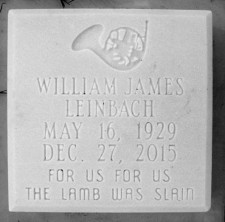 WILLIAM JAMES
LEINBACH
MAY 16, 1929
DEC. 27, 2015
FOR US FOR US
THE LAMB WAS SLAIN